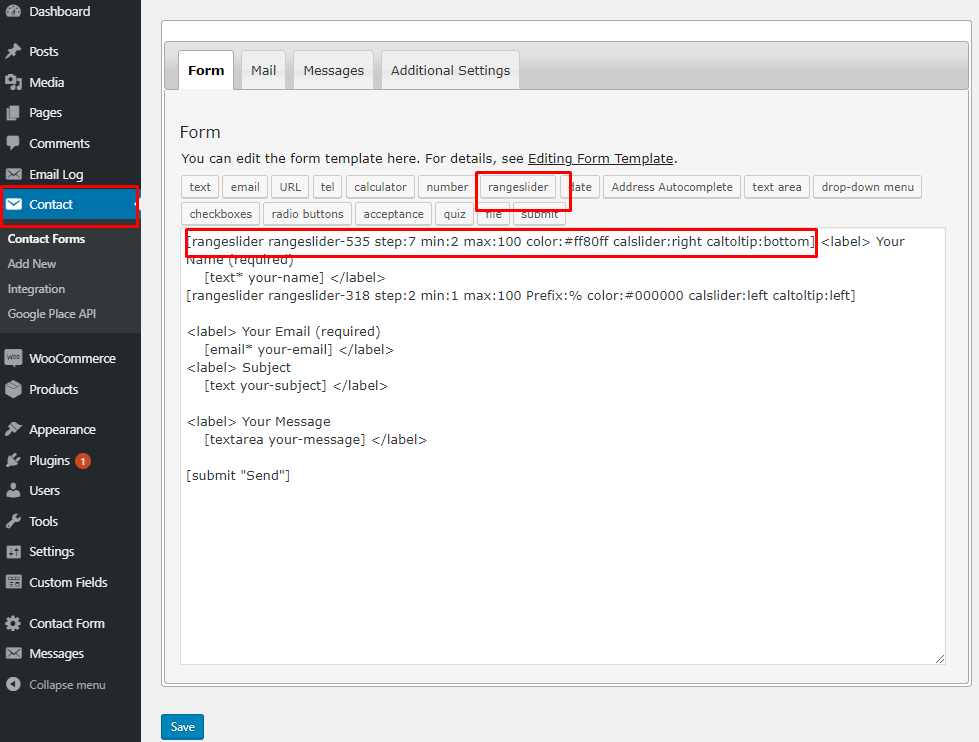 Dashboard
Posts
Media
Pages
Comments
Email Log
Contact
Contact Forms
Add New
Integration
Google Place API
Woo WooCommerce
Products
Appearance
Plugins 1
Users
Tools
Settings
Custom Fields
Contact Form
Messages
Collapse menu
Form Mail Messages Additional Settings
Form
You can edit the form template here. For details, see Editing Form Template.
text email URL tel calculator number rangeslider date Address Autocomplete text area drop-down menu
checkboxes radio buttons acceptance quiz file submit
[rangeslider rangeslider-535 step:7 min:2 max:100 color:#ff80ff calslider:right caltoltip:bottom] <label> Your
Name (required)
[text* your-name] </label>
[rangeslider rangeslider-318 step:2 min:1 max:100 Prefix:% color:#000000 calslider:left caltoltip:left]
<label> Your Email (required)
[email* your-email] </label>
<label> Subject
[text your-subject] </label>
<label> Your Message
[textarea your-message] </label>
[submit "Send"]
Save